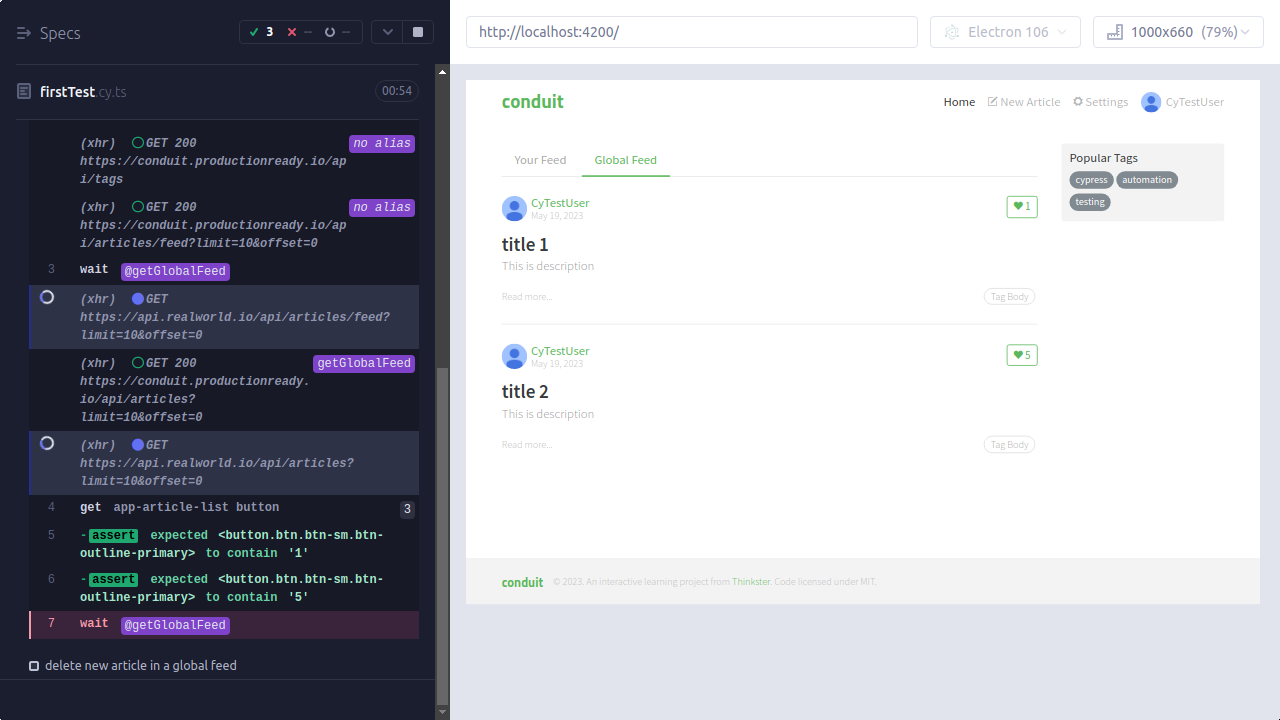 Specs
3
--
--
firstTest.cy.ts
00:54
(xhr) GET 200
no alias
https://conduit.productionready.io/ap
i/tags
(xhr) GET 200
no alias
https://conduit.productionready.io/ap
i/articles/feed?limit=10&offset=0
3 wait @getGlobalFeed
(xhr) GET
https://api.realworld.io/api/articles/feed?
limit=10&offset=0
(xhr) GET 200
getGlobalFeed
https://conduit.productionready.
io/api/articles?
limit=10&offset=0
(xhr) GET
https://api.realworld.io/api/articles?
limit=10&offset=0
4 get app-article-list button
3
5 -assert expected <button.btn.btn-sm.btn-
outline-primary> to contain '1'
6 -assert expected <button.btn.btn-sm.btn-
outline-primary> to contain '5'
7 wait @getGlobalFeed
delete new article in a global feed
http://localhost:4200/
Electron 106
1000x660 (79%)
conduit
Home
New Article
Settings
CyTestUser
Your Feed
Global Feed
CyTestUser
May 19, 2023
1
title 1
This is description
Read more...
Tag Body
CyTestUser
May 19, 2023
5
title 2
This is description
Read more...
Tag Body
Popular Tags
cypress
automation
testing
conduit
© 2023. An interactive learning project from Thinkster. Code licensed under MIT.